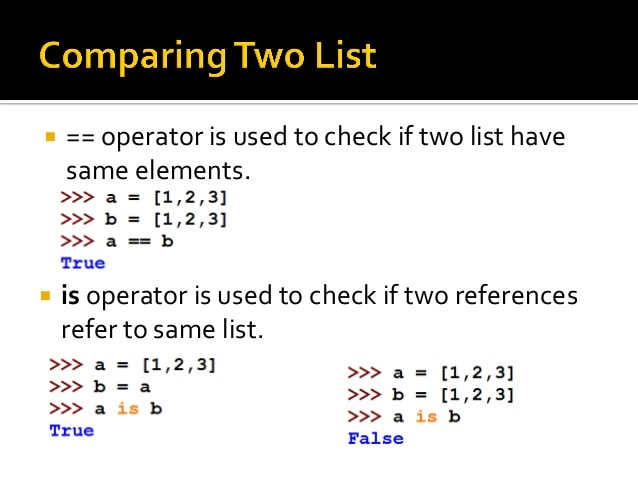 Comparing Two List
== operator is used to check if two list have
same elements.
>>> a = [1,2,3]
>>> b = [1,2,3]
>>> a == b
True
is operator is used to check if two references
refer to same list.
>>> a = [1,2,3]
>>> b = a
>>> a is b
True
>>> a = [1,2,3]
>>> b = [1,2,3]
>>> a is b
False